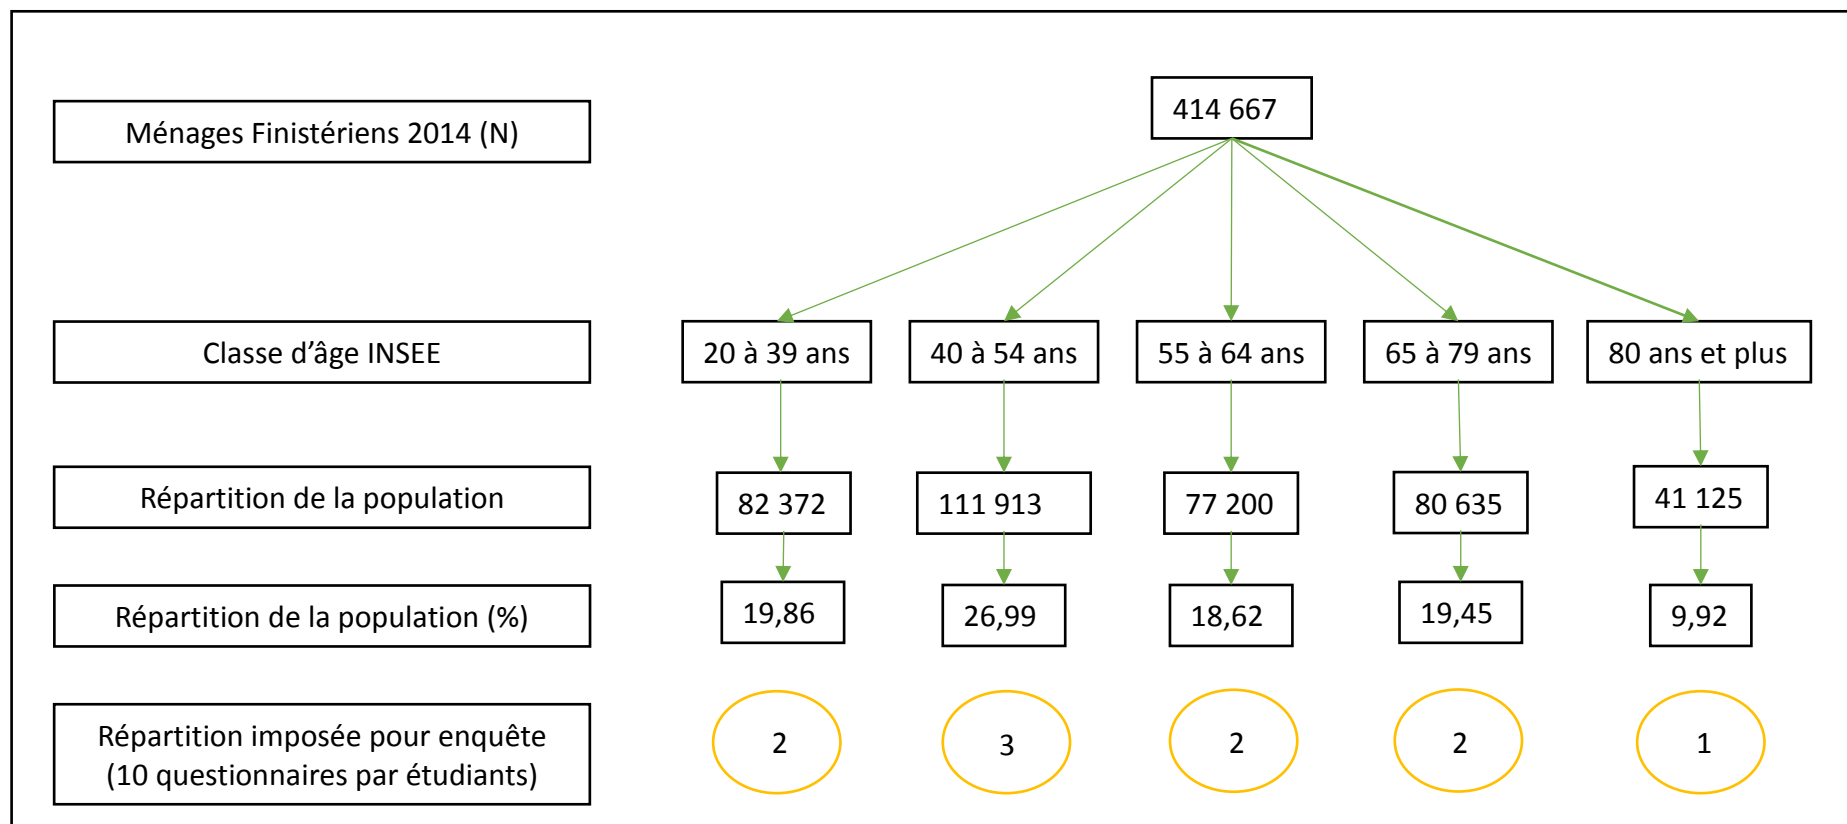 Ménages Finistériens 2014 (N)
414 667
Classe d’âge INSEE
20 à 39 ans
40 à 54 ans
55 à 64 ans
65 à 79 ans
80 ans et plus
Répartition de la population
82 372
111 913
77 200
80 635
41 125
Répartition de la population (%)
19,86
26,99
18,62
19,45
9,92
Répartition imposée pour enquête
(10 questionnaires par étudiants)
2
3
2
2
1